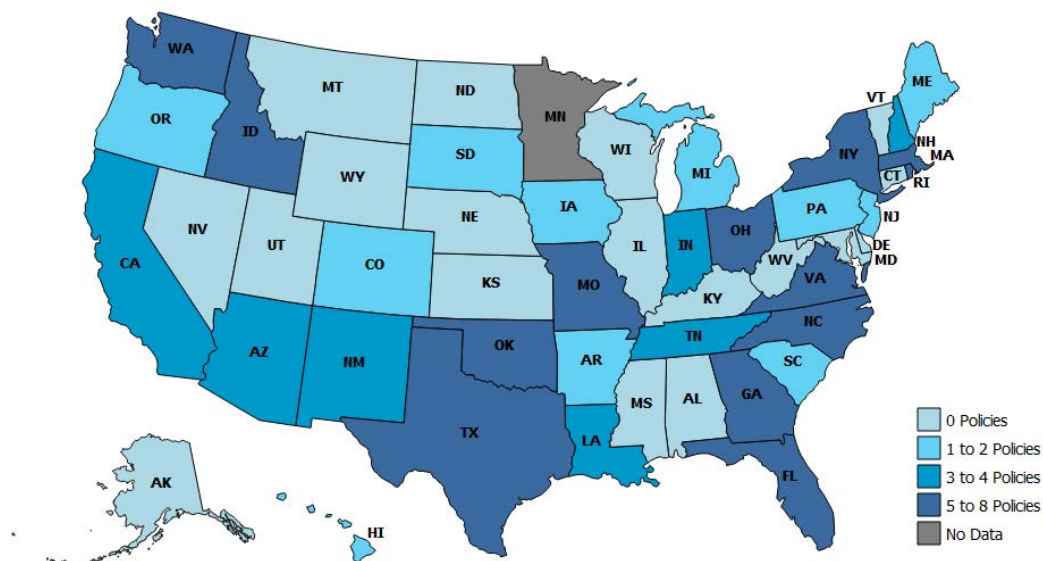 WA
MT
ND
MN
ME
VT
OR
ID
NH
WI
NY
MA
SD
MI
WY
CT
RI
IA
PA
NE
NJ
NV
OH
UT
IL
IN
DE
CA
CO
WV
MD
KS
MO
VA
KY
NC
TN
AZ
NM
OK
AR
SC
MS
AL
GA
TX
LA
FL
AK
HI
0 Policies
1 to 2 Policies
3 to 4 Policies
5 to 8 Policies
No Data